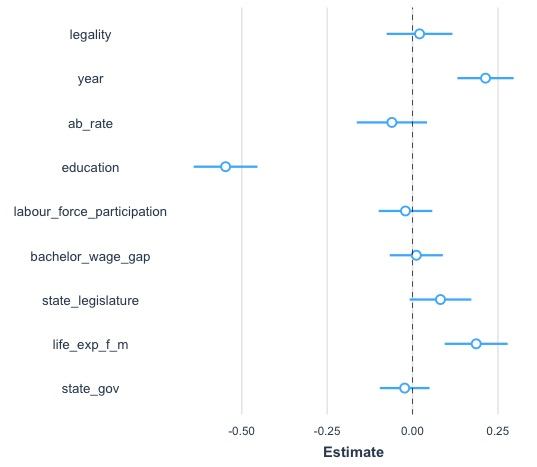 legality
year
ab_rate
education
labour_force_participation
bachelor_wage_gap
state_legislature
life_exp_f_m
state_gov
-0.50 -0.25 0.00 0.25
Estimate